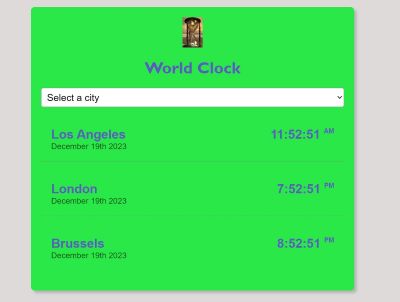 World Clock
Select a city
Los Angeles 11:52:51 AM
December 19th 2023
London 7:52:51 PM
December 19th 2023
Brussels 8:52:51 PM
December 19th 2023